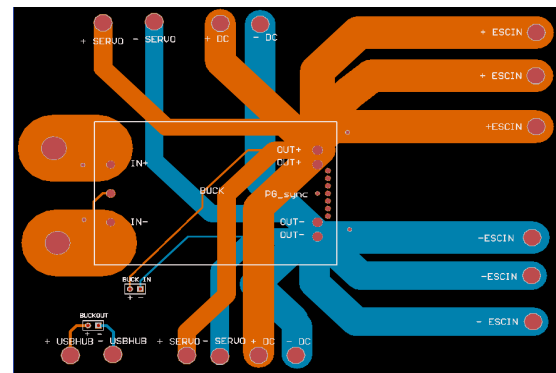 + SERVO - SERVO + DC - DC
+ ESCIN
+ ESCIN
+ESCIN
OUT+
IN+ OUT+
BUCK PG_sync
IN- OUT-
OUT-
-ESCIN
-ESCIN
BUCK IN
+ -
BUCKOUT
+ -
- ESCIN
+ USBHUB - USBHUB + SERVO - SERVO + DC - DC